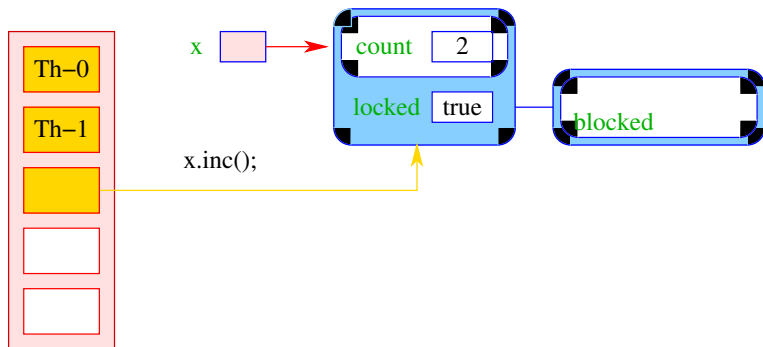 x
count
2
Th−0
locked
true
Th−1
blocked
x.inc();